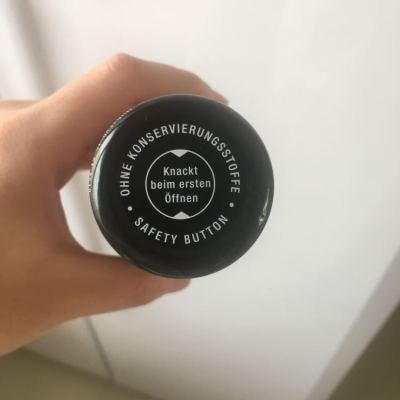 OHNE KONSERVIERUNGSSTOFFE
Knackt
beim ersten
Öffnen
• SAFETY BUTTON •